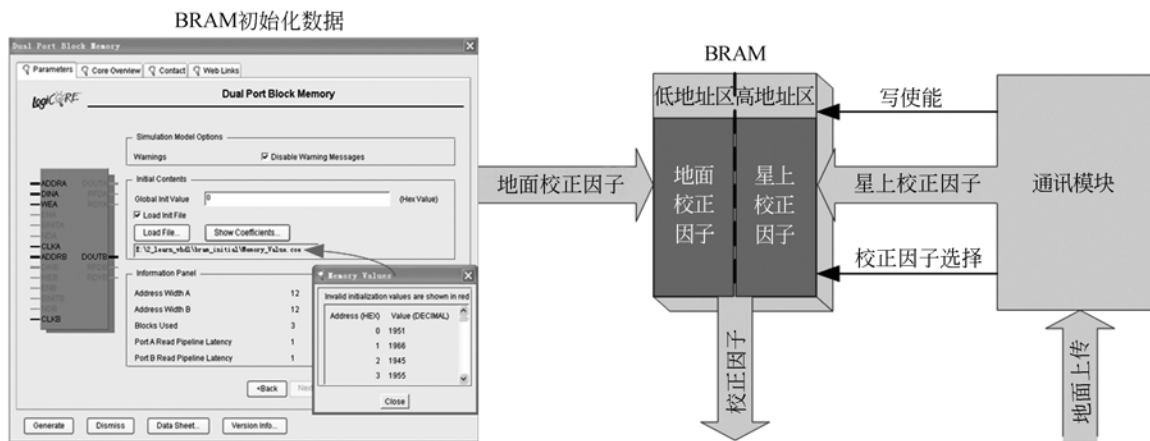 BRAM初始化数据
Dual Port Block Memory
Parameters
Core Overview
Contact
Web Links
LogiCORE
Dual Port Block Memory
Simulation Model Options
Warnings
Disable Warning Messages
Initial Contents
Global Init Value
0
(Hex Value)
Load Init File
Load File...
Show Coefficients...
E:\2_learn_vhdl\bram_initial\Memory_Value.coe
Information Panel
Address Width A 12
Address Width B 12
Blocks Used 3
Port A Read Pipeline Latency 1
Port B Read Pipeline Latency 1
<Back
Generate
Dismiss
Data Sheet...
Version Info...
ADDRA
DINA
WEA
CLKA
ADDRB
DOUTB
CLKB
Memory Values
Invalid initialization values are shown in red
Address (HEX) Value (DECIMAL)
0 1951
1 1966
2 1945
3 1955
Close
地面校正因子
BRAM
低地址区
高地址区
地面
校正
因子
星上
校正
因子
校正因子
写使能
星上校正因子
校正因子选择
通讯模块
地面上传